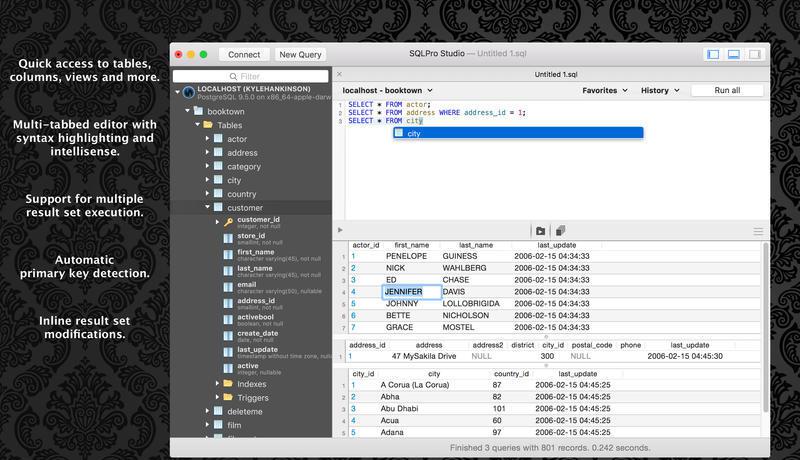 Quick access to tables,
columns, views and more.
Multi-tabbed editor with
syntax highlighting and
intellisense.
Support for multiple
result set execution.
Automatic
primary key detection.
Inline result set
modifications.
SQLPro Studio — Untitled 1.sql
Connect
New Query
Filter
LOCALHOST (KYLEHANKINSON)
PostgreSQL 9.5.0 on x86_64-apple-darw
booktown
Tables
actor
address
category
city
country
customer
customer_id
integer, not null
store_id
smallint, not null
first_name
character varying(45), not null
last_name
character varying(45), not null
email
character varying(50), nullable
address_id
smallint, not null
activebool
boolean, not null
create_date
date, not null
last_update
timestamp without time zone, nulla
active
integer, nullable
Indexes
Triggers
deleteme
film
Untitled 1.sql
localhost - booktown
Favorites
History
Run all
1 SELECT * FROM actor;
2 SELECT * FROM address WHERE address_id = 1;
3 SELECT * FROM city
city
actor_id first_name last_name last_update
1 1 PENELOPE GUINESS 2006-02-15 04:34:33
2 2 NICK WAHLBERG 2006-02-15 04:34:33
3 3 ED CHASE 2006-02-15 04:34:33
4 4 JENNIFER DAVIS 2006-02-15 04:34:33
5 5 JOHNNY LOLLOBRIGIDA 2006-02-15 04:34:33
6 6 BETTE NICHOLSON 2006-02-15 04:34:33
7 7 GRACE MOSTEL 2006-02-15 04:34:33
address_id address address2 district city_id postal_code phone last_update
1 1 47 MySakila Drive NULL 300 NULL 2006-02-15 04:45:30
city_id city country_id last_update
1 1 A Corua (La Corua) 87 2006-02-15 04:45:25
2 2 Abha 82 2006-02-15 04:45:25
3 3 Abu Dhabi 101 2006-02-15 04:45:25
4 4 Acua 60 2006-02-15 04:45:25
5 5 Adana 97 2006-02-15 04:45:25
Finished 3 queries with 801 records. 0.242 seconds.